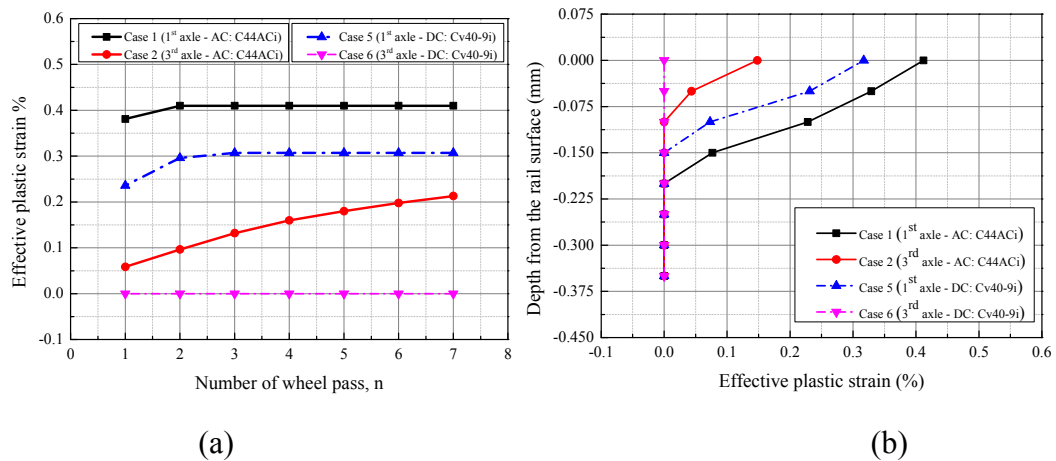 Case 1 (1st axle - AC: C44ACi)
Case 2 (3rd axle - AC: C44ACi)
Case 5 (1st axle - DC: Cv40-9i)
Case 6 (3rd axle - DC: Cv40-9i)
0.6
0.5
0.4
0.3
0.2
0.1
0.0
-0.1
Effective plastic strain %
0 1 2 3 4 5 6 7 8
Number of wheel pass, n
(a)
0.075
0.000
-0.075
-0.150
-0.225
-0.300
-0.375
-0.450
Depth from the rail surface (mm)
Case 1 (1st axle - AC: C44ACi)
Case 2 (3rd axle - AC: C44ACi)
Case 5 (1st axle - DC: Cv40-9i)
Case 6 (3rd axle - DC: Cv40-9i)
-0.1 0.0 0.1 0.2 0.3 0.4 0.5 0.6
Effective plastic strain (%)
(b)